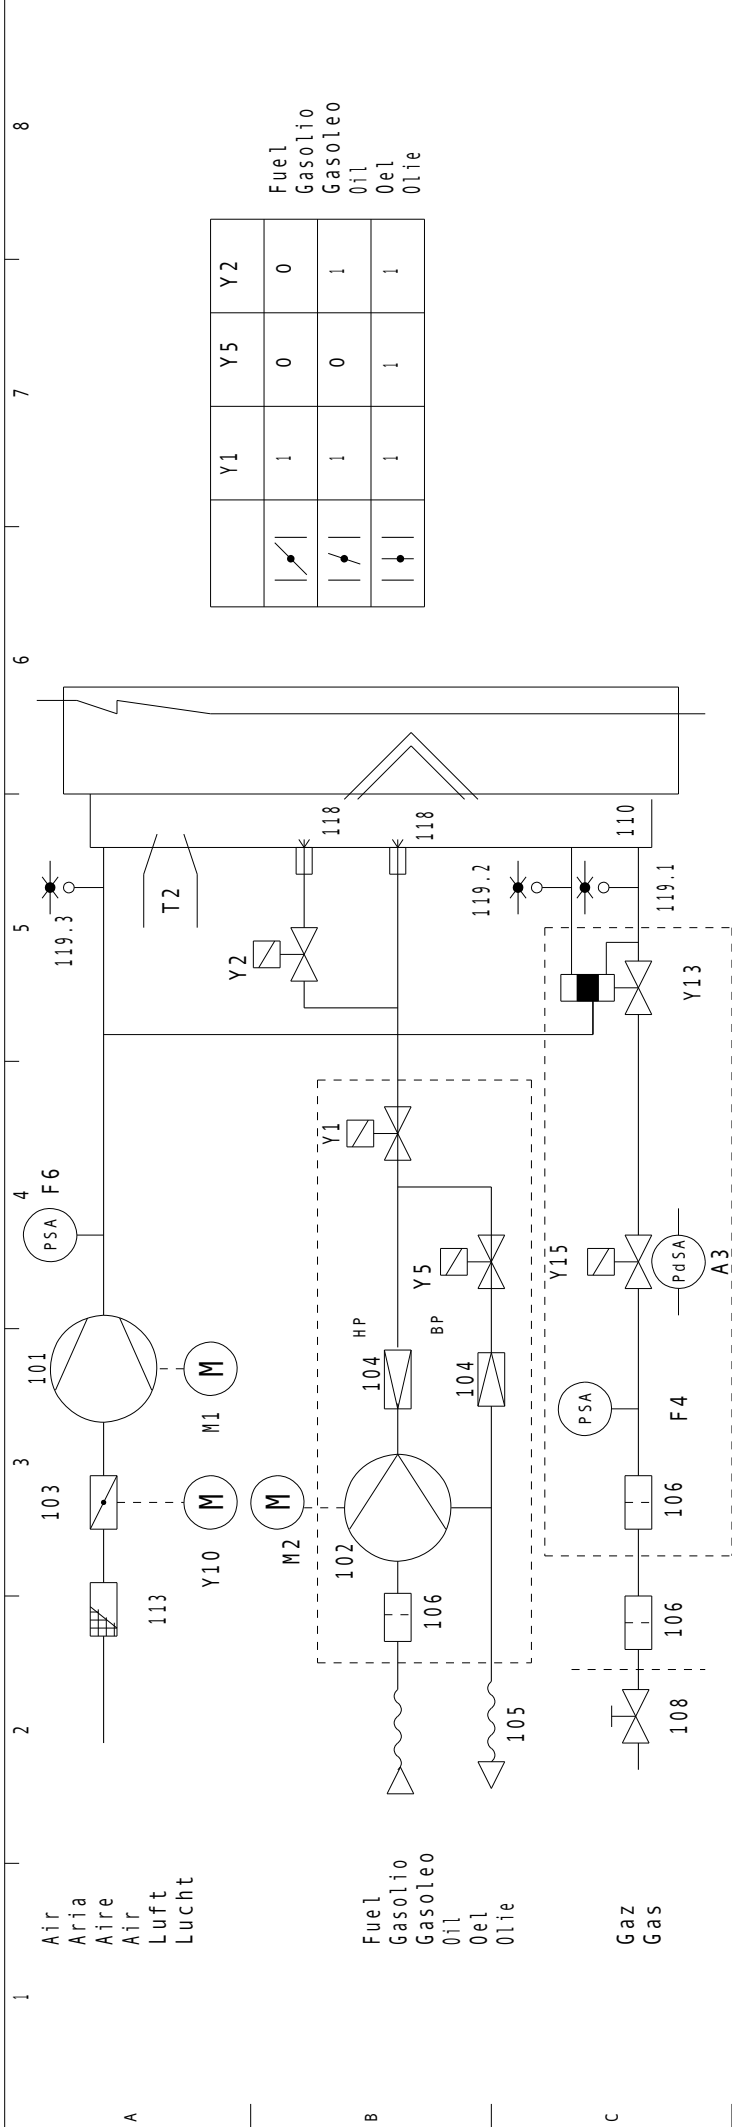 1
2
3
4
5
6
7
8
A
B
C
Air
Aria
Aire
Air
Luft
Lucht
113
103
Y10
M
101
M1
M
PSA
F6
119.3
T2
Fuel
Gasolio
Gasoleo
Oil
Oel
Olie
105
106
102
M2
M
104
HP
104
BP
Y5
Y1
Y2
118
118
Gaz
Gas
108
106
106
PSA
F4
Y15
PdSA
A3
Y13
119.2
119.1
110
Y1 Y5 Y2
1 0 0
1 0 1
1 1 1
Fuel
Gasolio
Gasoleo
Oil
Oel
Olie